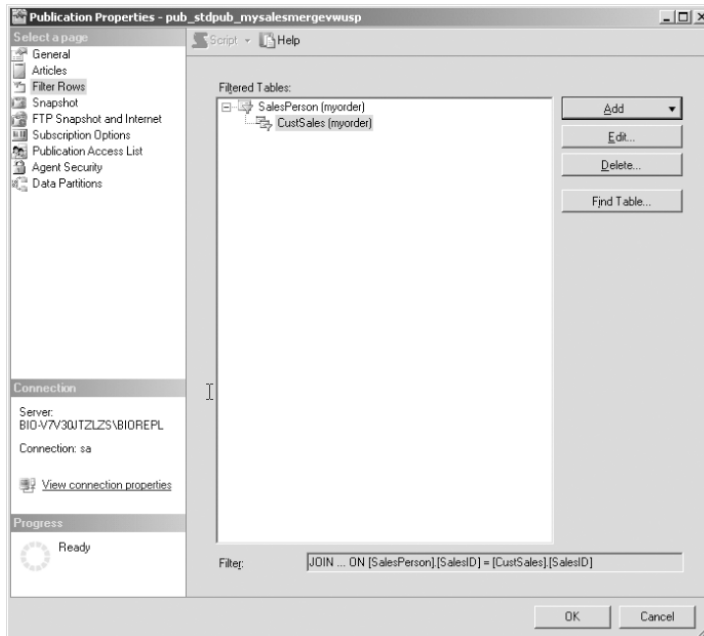 Publication Properties - pub_stdpub_mysalesmergevwusp
Select a page
General
Articles
Filter Rows
Snapshot
FTP Snapshot and Internet
Subscription Options
Publication Access List
Agent Security
Data Partitions
Script
Help
Filtered Tables:
SalesPerson (myorder)
CustSales (myorder)
Add
Edit...
Delete...
Find Table...
Connection
Server:
BIO-V7V30JTZLZS\BIOREPL
Connection: sa
View connection properties
Progress
Ready
Filter:
JOIN ... ON [SalesPerson].[SalesID] = [CustSales].[SalesID]
OK
Cancel